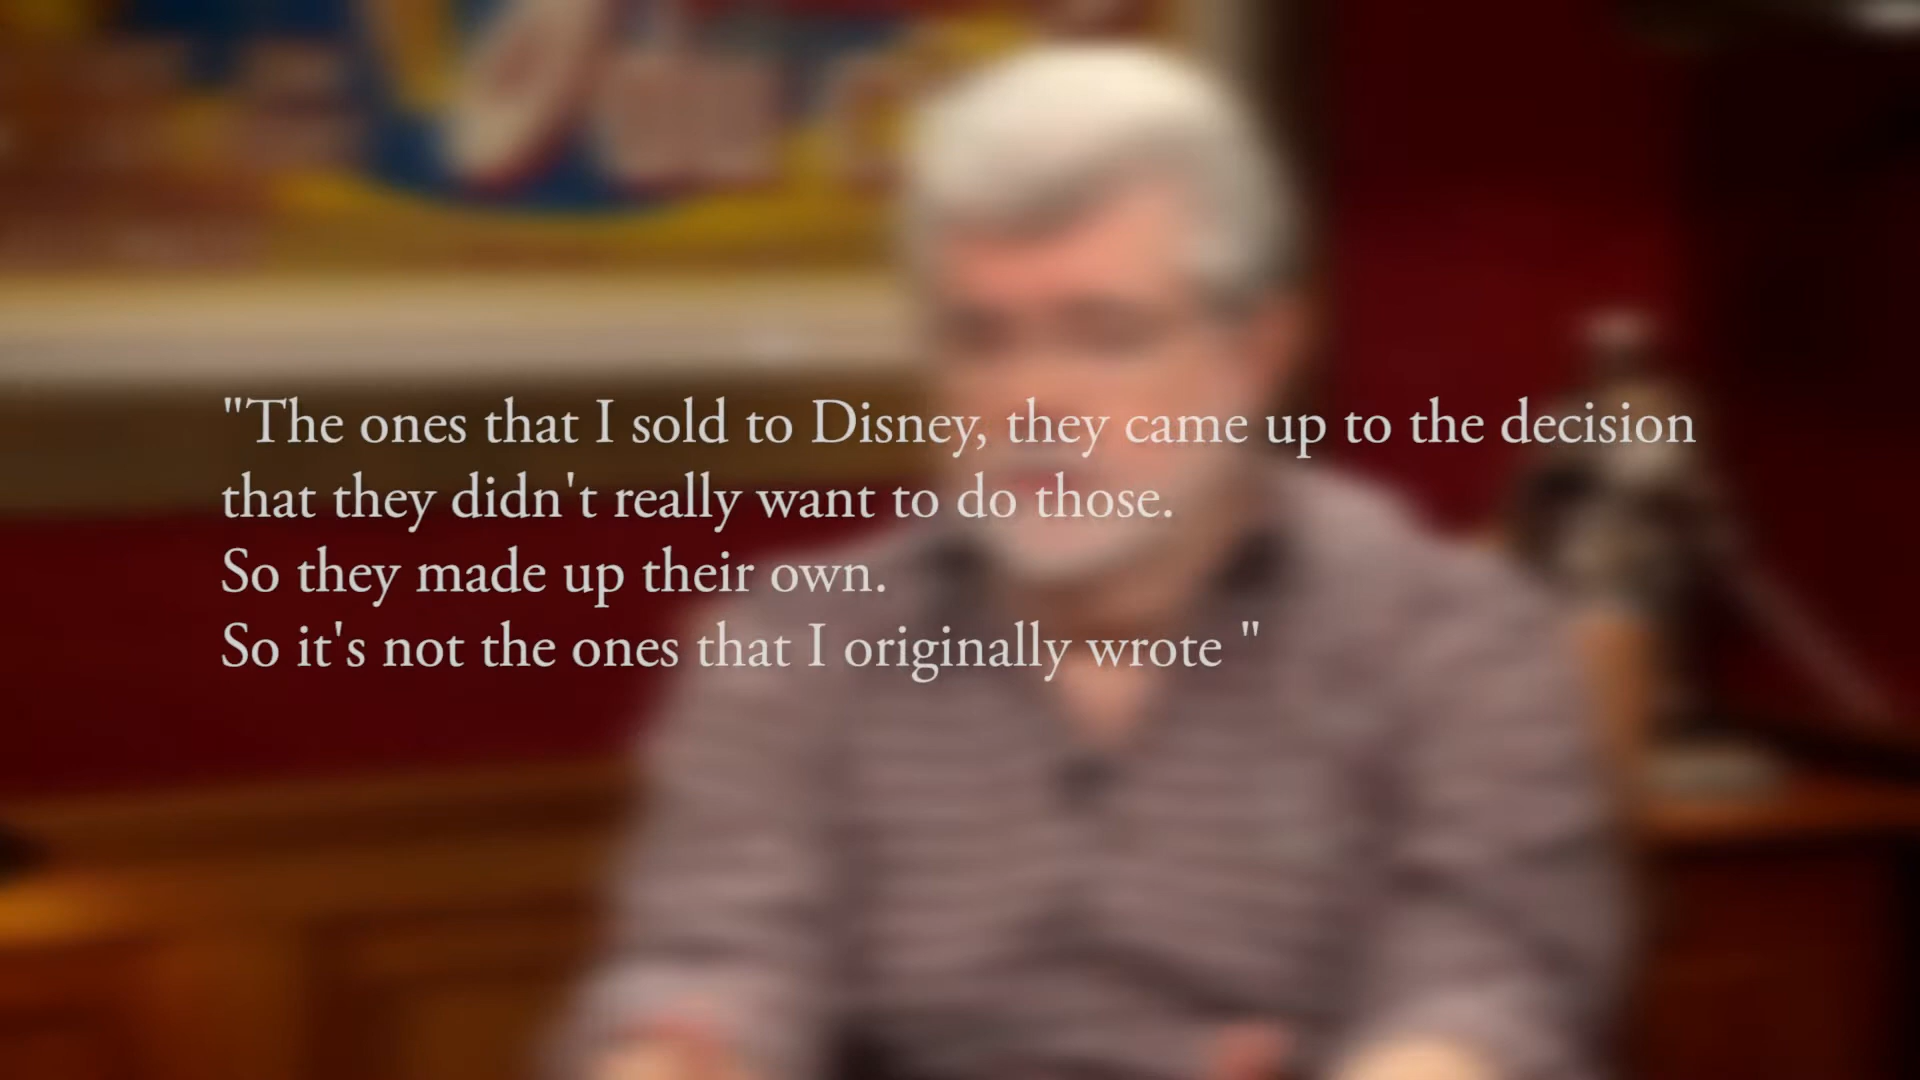 "The ones that I sold to Disney, they came up to the decision
that they didn't really want to do those.
So they made up their own.
So it's not the ones that I originally wrote "